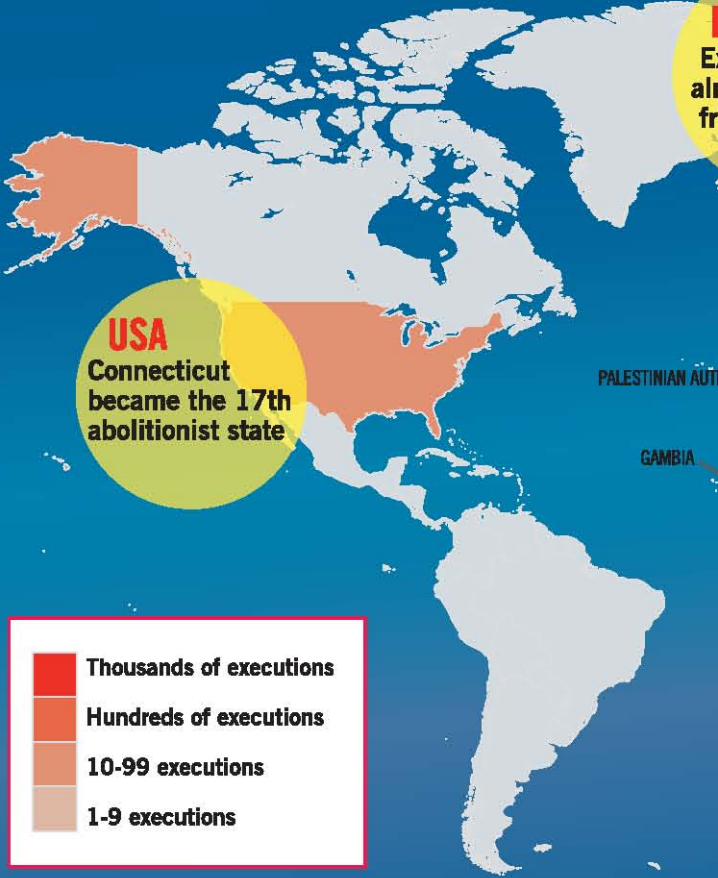 USA
Connecticut
became the 17th
abolitionist state
PALESTINIAN
GAMBIA
Thousands of executions
Hundreds of executions
10-99 executions
1-9 executions